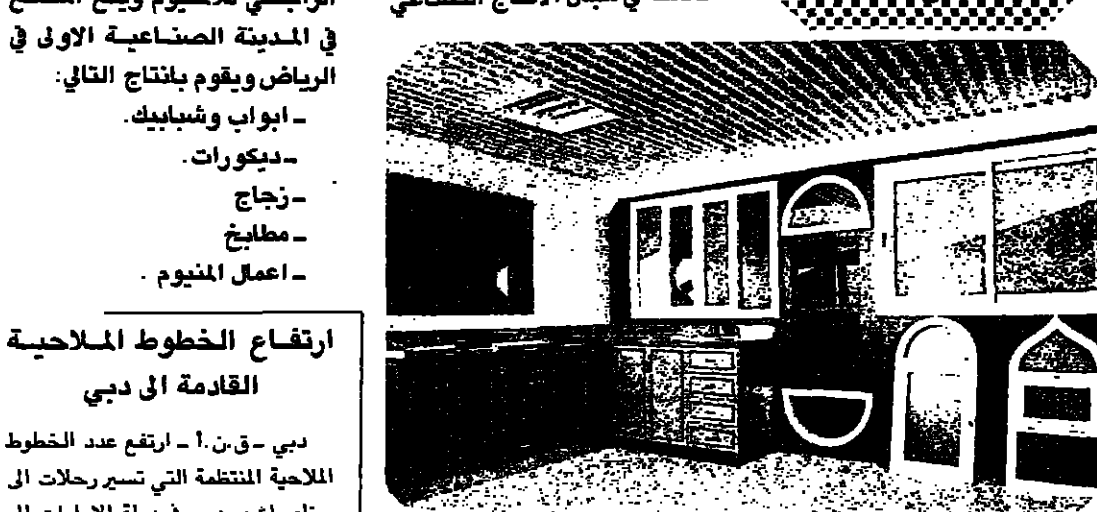 في المدينة الصناعية الاولى في
الرياض ويقوم بانتاج التالي:
ـ ابواب وشبابيك.
ـ ديكورات.
ـ زجاج
ـ مطابخ
ـ اعمال المنيوم .
ارتفاع الخطوط الملاحية
القادمة الى دبي
دبي ـ ق.ن.أ ـ ارتفع عدد الخطوط
الملاحية المنتظمة التي تسير رحلات الى